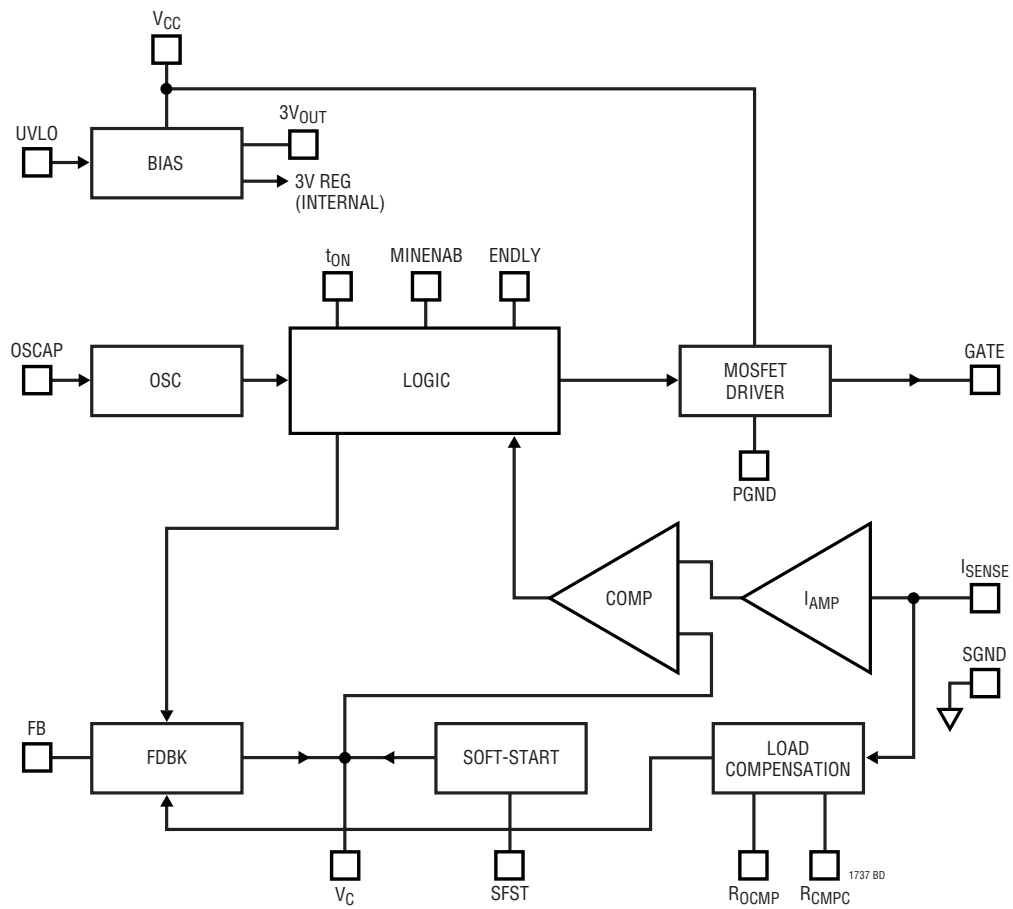 VCC
UVLO
3VOUT
BIAS
3V REG
(INTERNAL)
tON
MINENAB
ENDLY
OSCAP
OSC
LOGIC
MOSFET
DRIVER
GATE
PGND
COMP
IAMP
ISENSE
SGND
FB
FDBK
SOFT-START
LOAD
COMPENSATION
VC
SFST
ROCMP
RCMPC
1737 BD